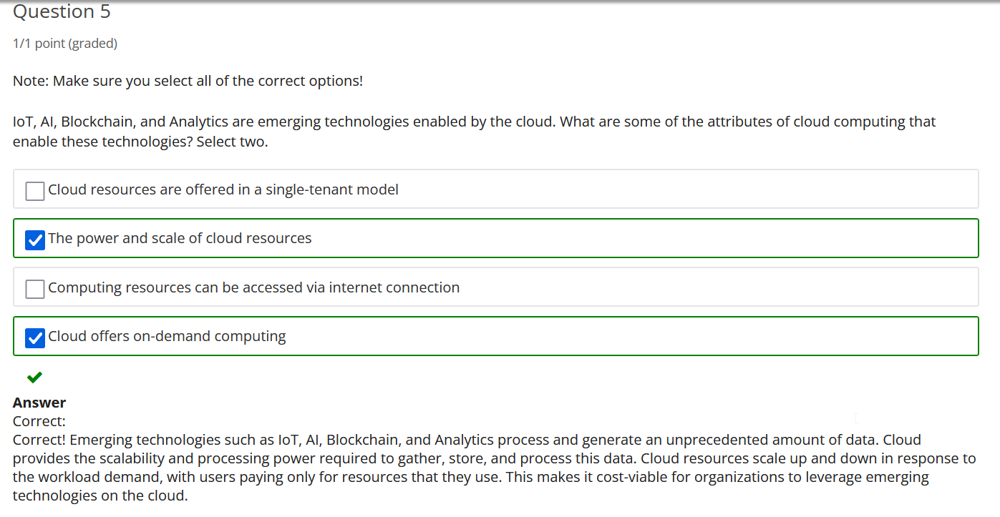 Question 5
1/1 point (graded)
Note: Make sure you select all of the correct options!
IoT, AI, Blockchain, and Analytics are emerging technologies enabled by the cloud. What are some of the attributes of cloud computing that
enable these technologies? Select two.
Cloud resources are offered in a single-tenant model
The power and scale of cloud resources
Computing resources can be accessed via internet connection
Cloud offers on-demand computing
Answer
Correct:
Correct! Emerging technologies such as IoT, AI, Blockchain, and Analytics process and generate an unprecedented amount of data. Cloud
provides the scalability and processing power required to gather, store, and process this data. Cloud resources scale up and down in response to
the workload demand, with users paying only for resources that they use. This makes it cost-viable for organizations to leverage emerging
technologies on the cloud.